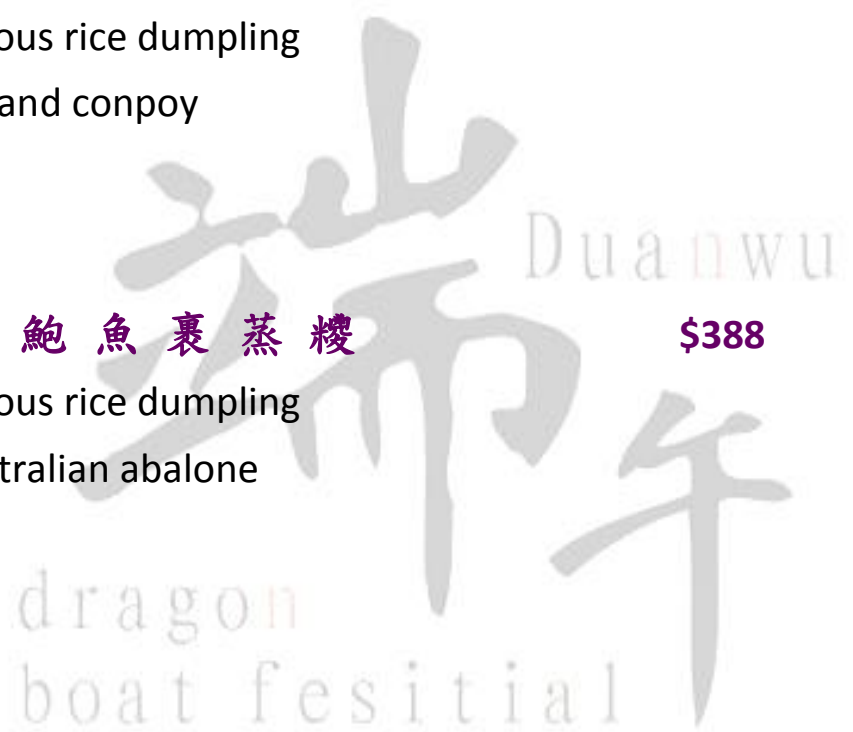 ous rice dumpling
and conpoy
端午
Duanwu
鮑魚裹蒸糭 $388
ous rice dumpling
tralian abalone
dragon
boat fesitial